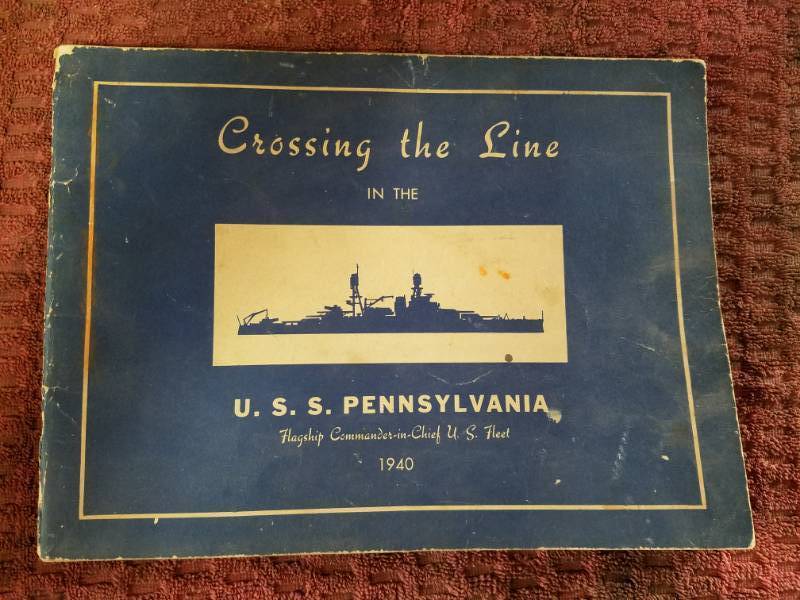 Crossing the Line
IN THE
U. S. S. PENNSYLVANIA
Flagship Commander-in-Chief U. S. Fleet
1940